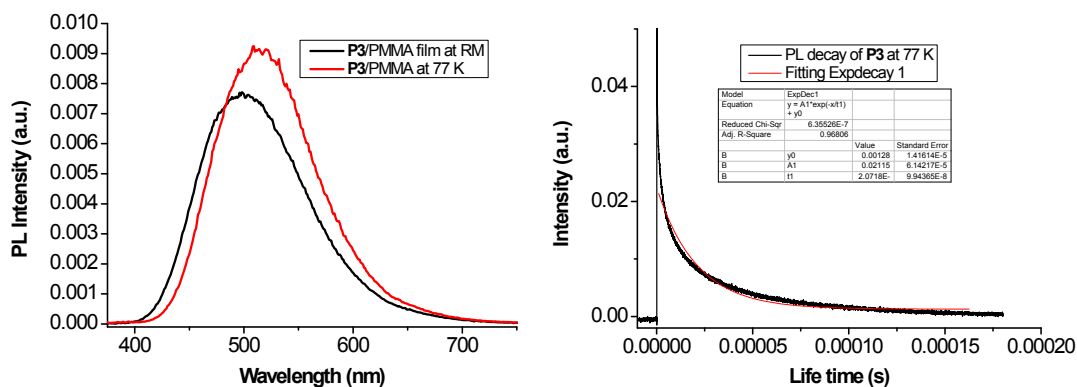 0.010
0.009
0.008
0.007
0.006
0.005
0.004
0.003
0.002
0.001
0.000
PL Intensity (a.u.)
P3/PMMA film at RM
P3/PMMA at 77 K
400
500
600
700
Wavelength (nm)
0.04
0.02
0.00
Intensity (a.u.)
PL decay of P3 at 77 K
Fitting Expdecay 1
Model ExpDec1
Equation y = A1*exp(-x/t1)
+ y0
Reduced Chi-Sqr 6.35526E-7
Adj. R-Square 0.96806
Value Standard Error
B y0 0.00128 1.41614E-5
B A1 0.02115 6.14217E-5
B t1 2.0718E- 9.94365E-8
0.00000 0.00005 0.00010 0.00015 0.00020
Life time (s)